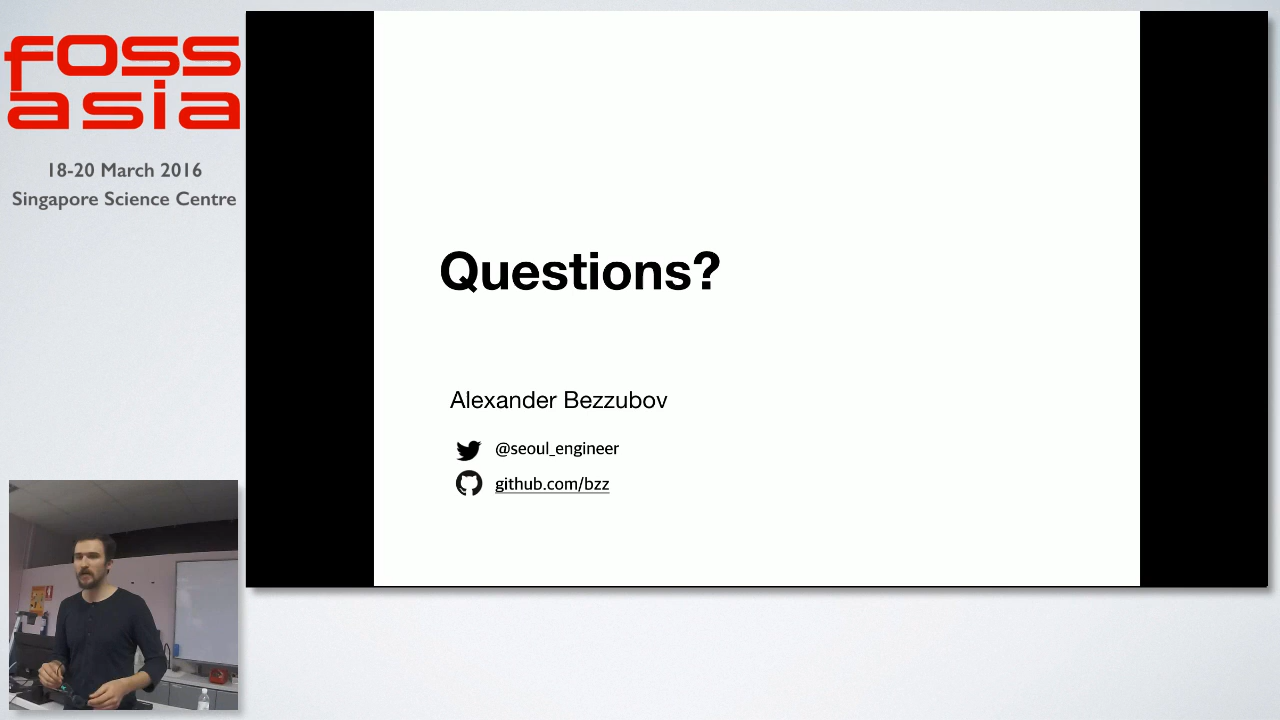 fOSS
asia
18-20 March 2016
Singapore Science Centre
Questions?
Alexander Bezzubov
@seoul_engineer
github.com/bzz